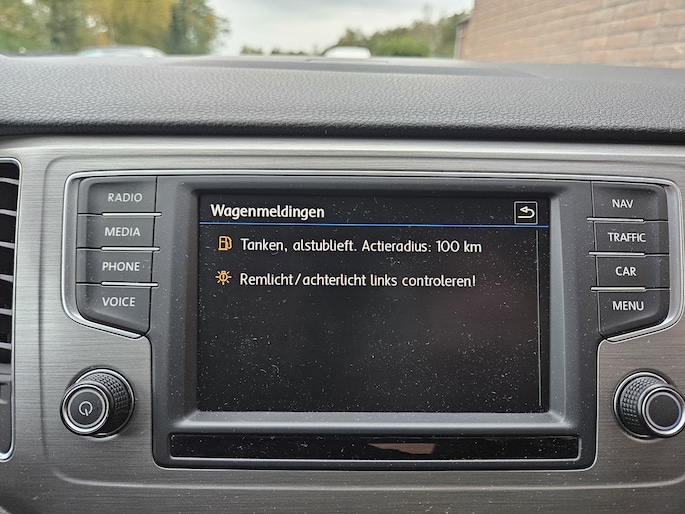 Wagenmeldingen
Tanken, alstublieft. Actieradius: 100 km
Remlicht/achterlicht links controleren!
RADIO
MEDIA
PHONE
VOICE
NAV
TRAFFIC
CAR
MENU